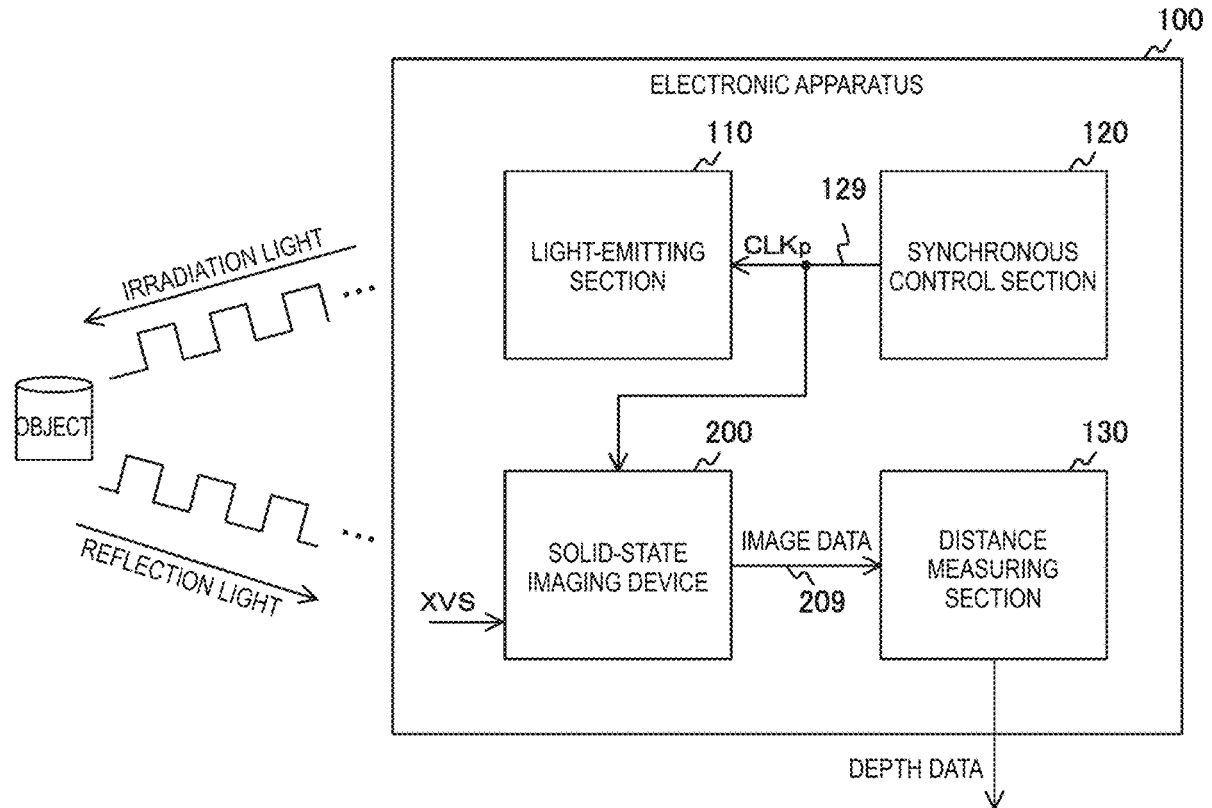 100
ELECTRONIC APPARATUS
110
120
129
IRRADIATION LIGHT
LIGHT-EMITTING
SECTION
CLKp
SYNCHRONOUS
CONTROL SECTION
OBJECT
200
130
REFLECTION LIGHT
SOLID-STATE
IMAGING DEVICE
IMAGE DATA
209
DISTANCE
MEASURING
SECTION
XVS
DEPTH DATA